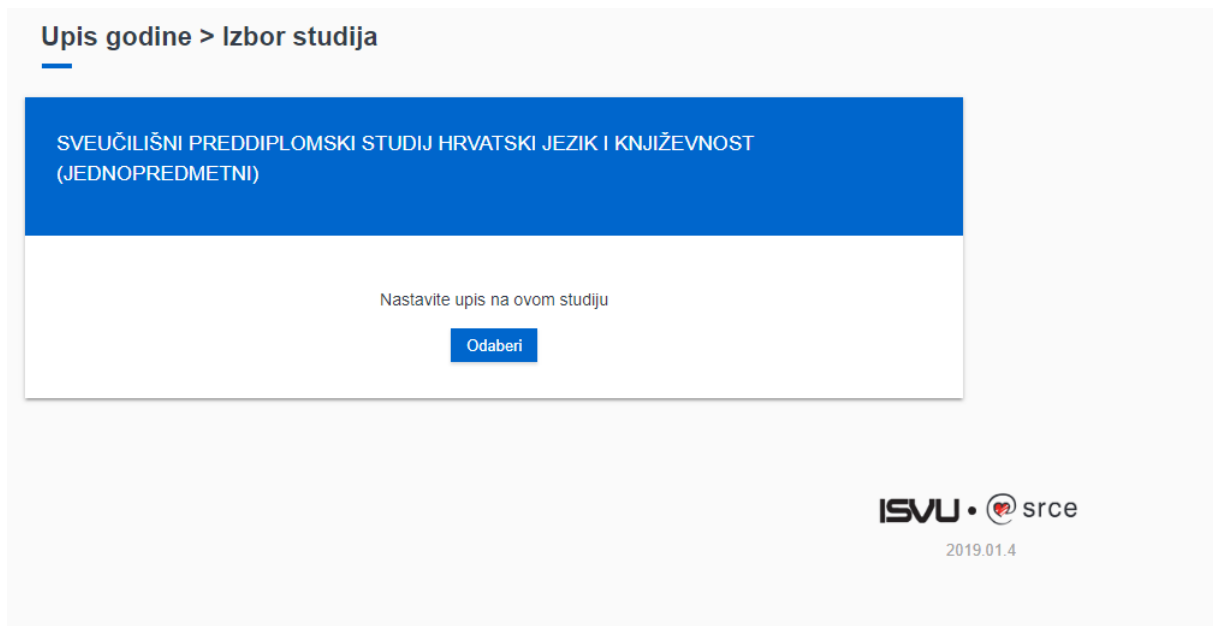 Upis godine > Izbor studija
SVEUČILIŠNI PREDDIPLOMSKI STUDIJ HRVATSKI JEZIK I KNJIŽEVNOST
(JEDNOPREDMETNI)
Nastavite upis na ovom studiju
Odaberi
ISVU • srce
2019.01.4